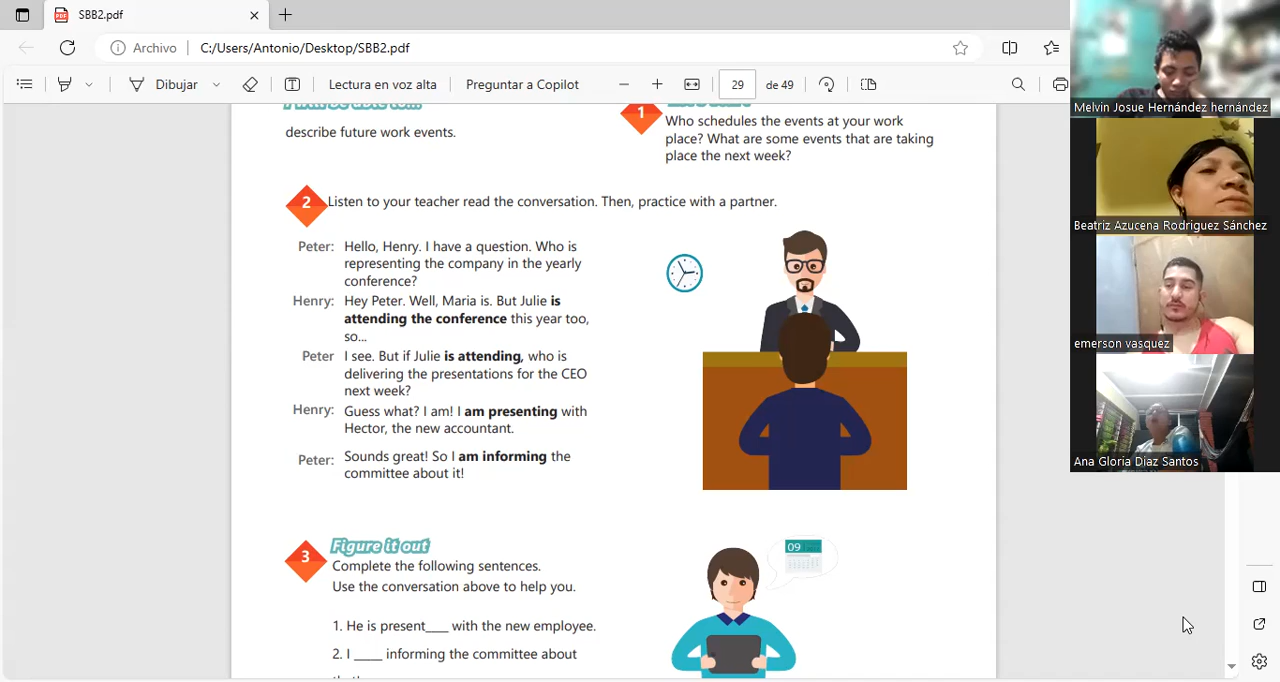 SBB2.pdf
Archivo
C:/Users/Antonio/Desktop/SBB2.pdf
Dibujar
Lectura en voz alta
Preguntar a Copilot
29
de 49
describe future work events.
1
Who schedules the events at your work
place? What are some events that are taking
place the next week?
2
Listen to your teacher read the conversation. Then, practice with a partner.
Peter: Hello, Henry. I have a question. Who is
representing the company in the yearly
conference?
Henry: Hey Peter. Well, Maria is. But Julie is
attending the conference this year too,
so...
Peter I see. But if Julie is attending, who is
delivering the presentations for the CEO
next week?
Henry: Guess what? I am! I am presenting with
Hector, the new accountant.
Peter: Sounds great! So I am informing the
committee about it!
3
Figure it out
Complete the following sentences.
Use the conversation above to help you.
1. He is present___ with the new employee.
2. I ____ informing the committee about
09
Melvin Josue Hernández hernández
Beatriz Azucena Rodriguez Sánchez
emerson vasquez
Ana Gloria Diaz Santos